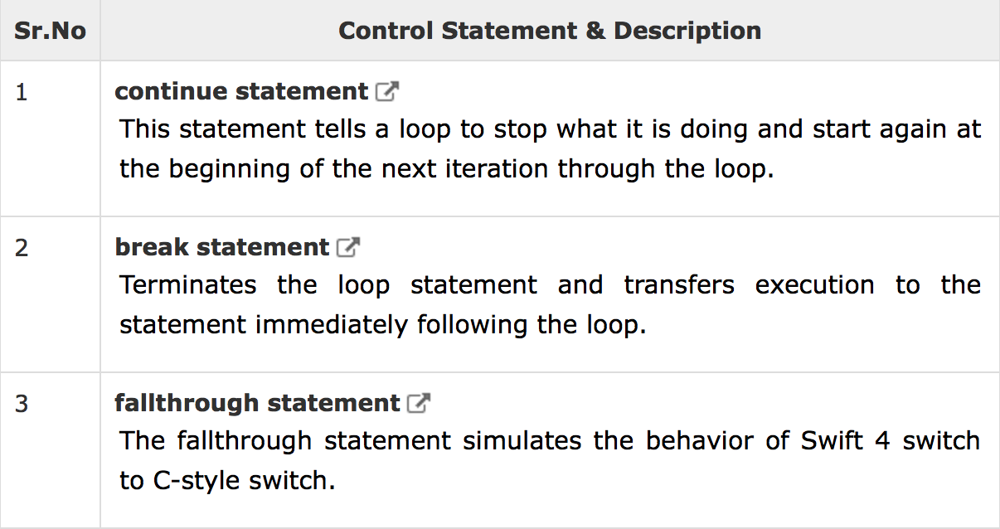 Sr.No Control Statement & Description
1 continue statement
This statement tells a loop to stop what it is doing and start again at
the beginning of the next iteration through the loop.
2 break statement
Terminates the loop statement and transfers execution to the
statement immediately following the loop.
3 fallthrough statement
The fallthrough statement simulates the behavior of Swift 4 switch
to C-style switch.